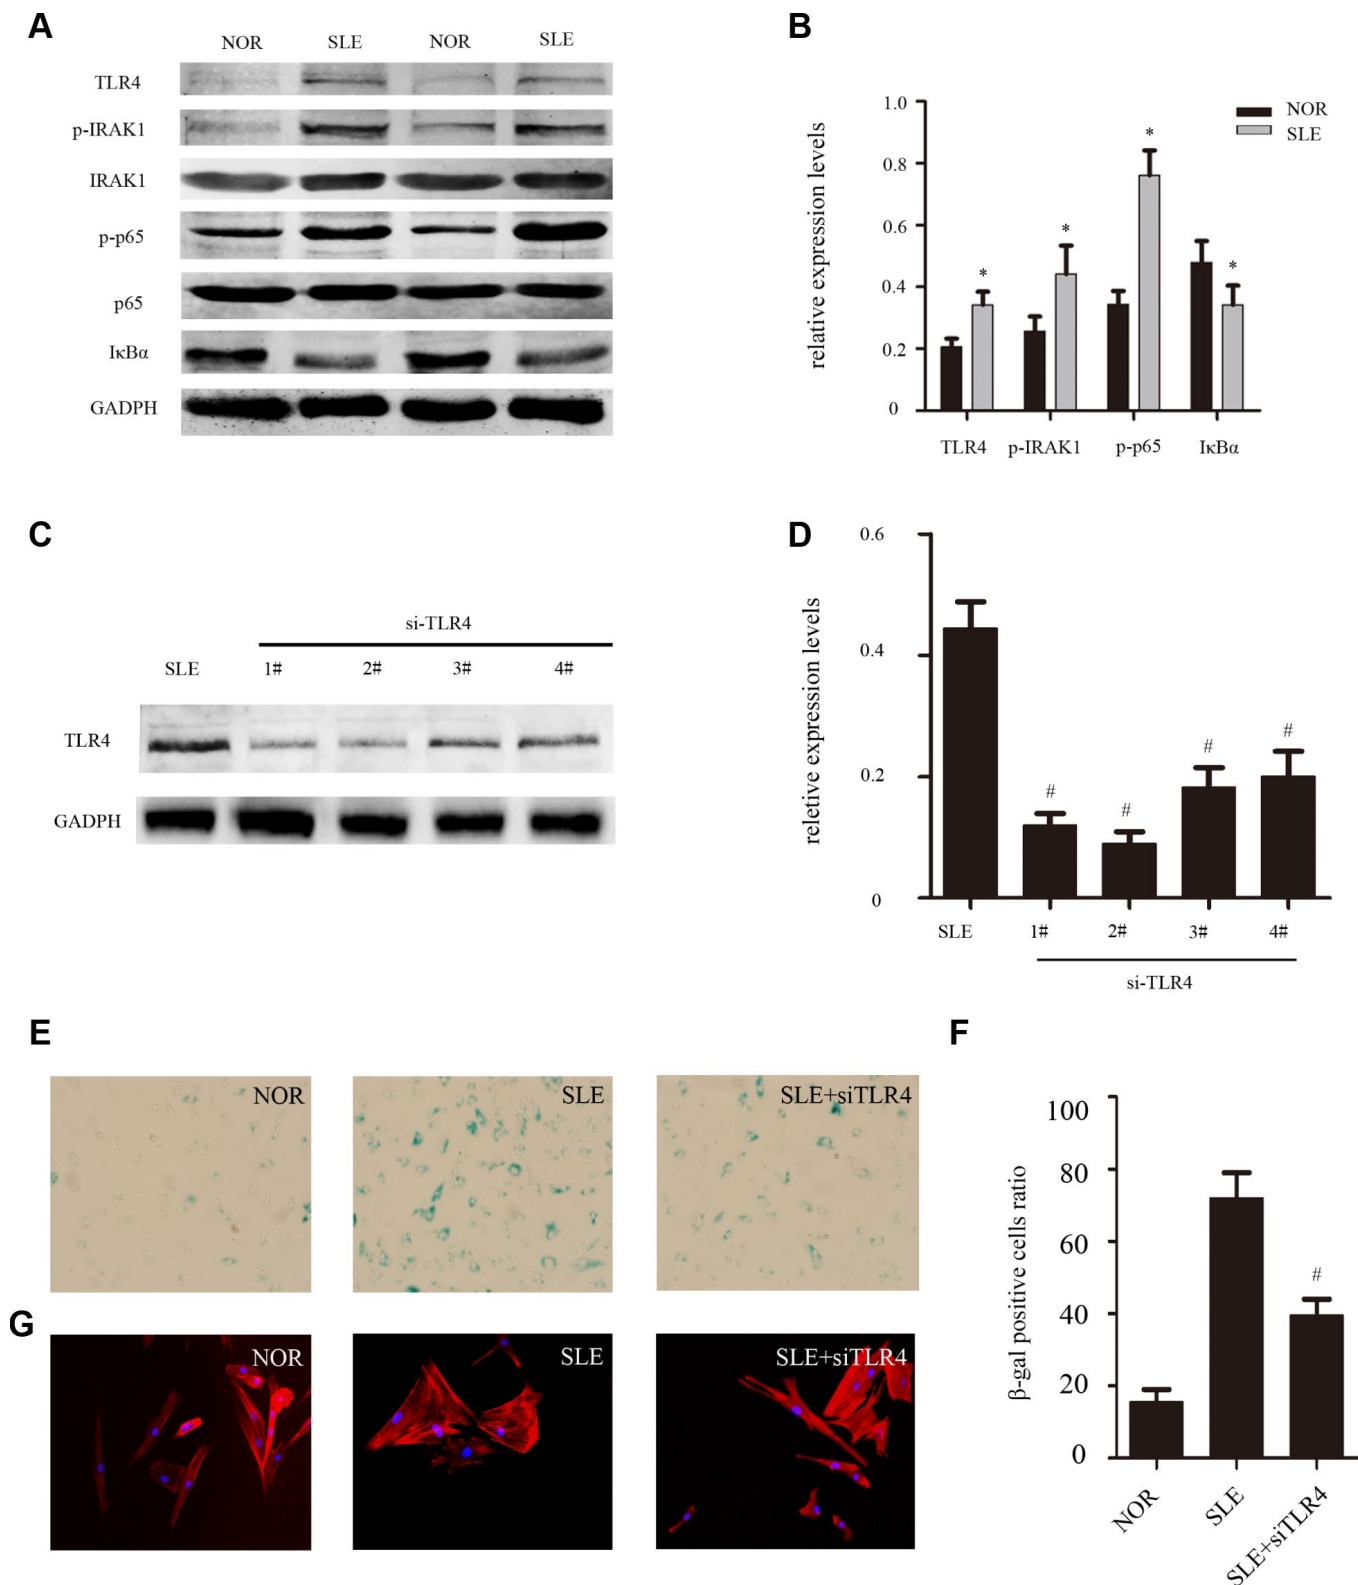 A
NOR SLE NOR SLE
TLR4
p-IRAK1
IRAK1
p-p65
p65
IκBα
GADPH
B
relative expression levels
1.0
0.8
0.6
0.4
0.2
0
NOR
SLE
* * * *
TLR4 p-IRAK1 p-p65 IκBα
C
si-TLR4
SLE 1# 2# 3# 4#
TLR4
GADPH
D
reletive expression levels
0.6
0.4
0.2
0
# # # #
SLE 1# 2# 3# 4#
si-TLR4
E
NOR
SLE
SLE+siTLR4
F
β-gal positive cells ratio
100
80
60
40
20
0
#
NOR
SLE
SLE+siTLR4
G
NOR
SLE
SLE+siTLR4